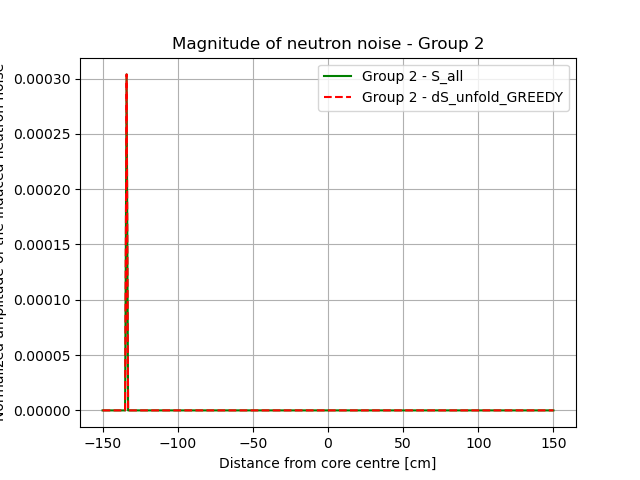 Magnitude of neutron noise - Group 2
Group 2 - S_all
Group 2 - dS_unfold_GREEDY
0.00030
0.00025
0.00020
0.00015
0.00010
0.00005
0.00000
−150
−100
−50
0
50
100
150
Distance from core centre [cm]
Normalized amplitude of the induced neutron noise